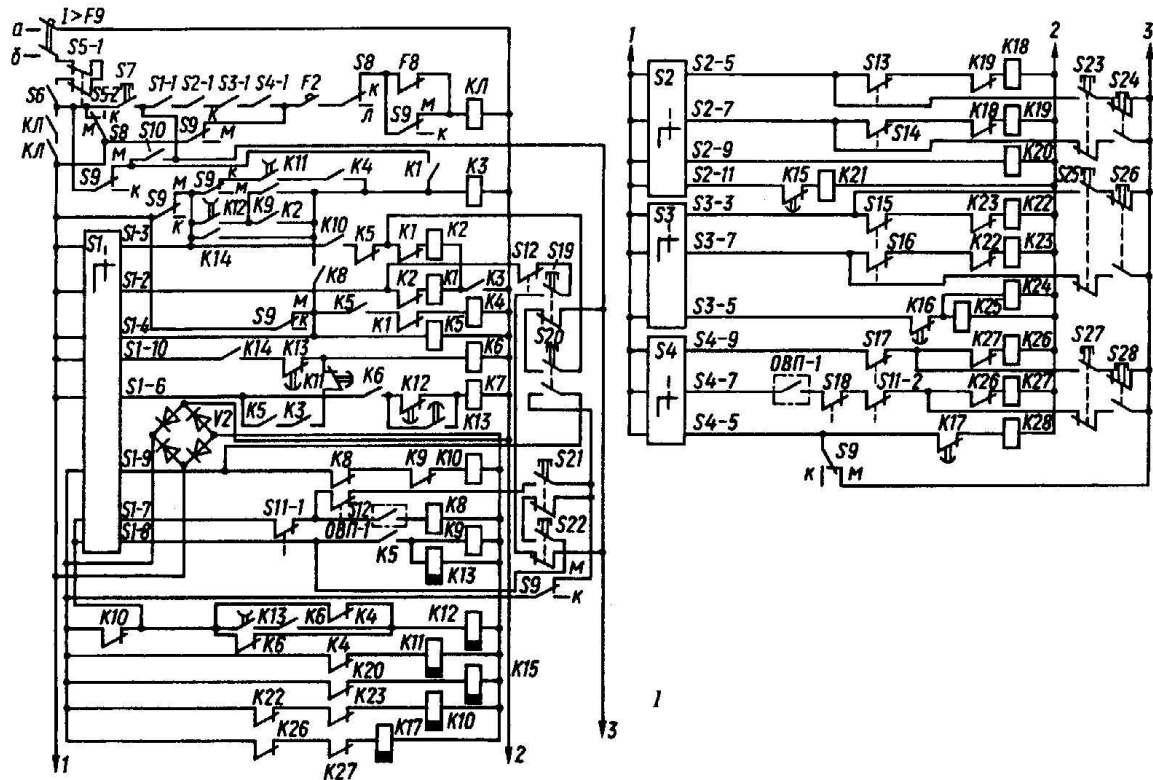 I>F9
а
б
S5-1
S7
S5-2
S1-1
S2-1
S3-1
S4-1
F2
S8
К
Л
F8
S9
М
К
КЛ
S6
КЛ
КЛ
К
М
S8
S10
S9
М
М
S9
К
S9
М
К
S9
К
М
К11
К4
К1
К3
К12
К9
К2
К14
К10
К5
К1
К2
S12
S19
S1
S1-3
S1-2
К8
К2
К1
К3
S1-4
S9
М
К
К5
К1
К4
К5
S20
S1-10
К14
К13
К11
К6
S1-6
К6
К12
К7
К5
К3
К13
V2
S1-9
К8
К9
К10
S21
S1-7
S11-1
S12
К8
S1-8
ОВП-1
К5
К9
S22
К13
S9
М
К
К10
К13
К6
К4
К12
К6
К4
К11
К20
К15
К22
К23
К10
К26
К27
К17
1
2
3
1
2
3
S2
S2-5
S13
К19
К18
S23
S24
S2-7
S14
К18
К19
S2-9
К20
S2-11
К15
К21
S25
S26
S3
S3-3
S15
К23
К22
S3-7
S16
К22
К23
К24
S3-5
К16
К25
S4
S4-9
S17
К27
К26
S27
S28
S4-7
ОВП-1
S18
S11-2
К26
К27
S4-5
К17
К28
S9
К
М
1